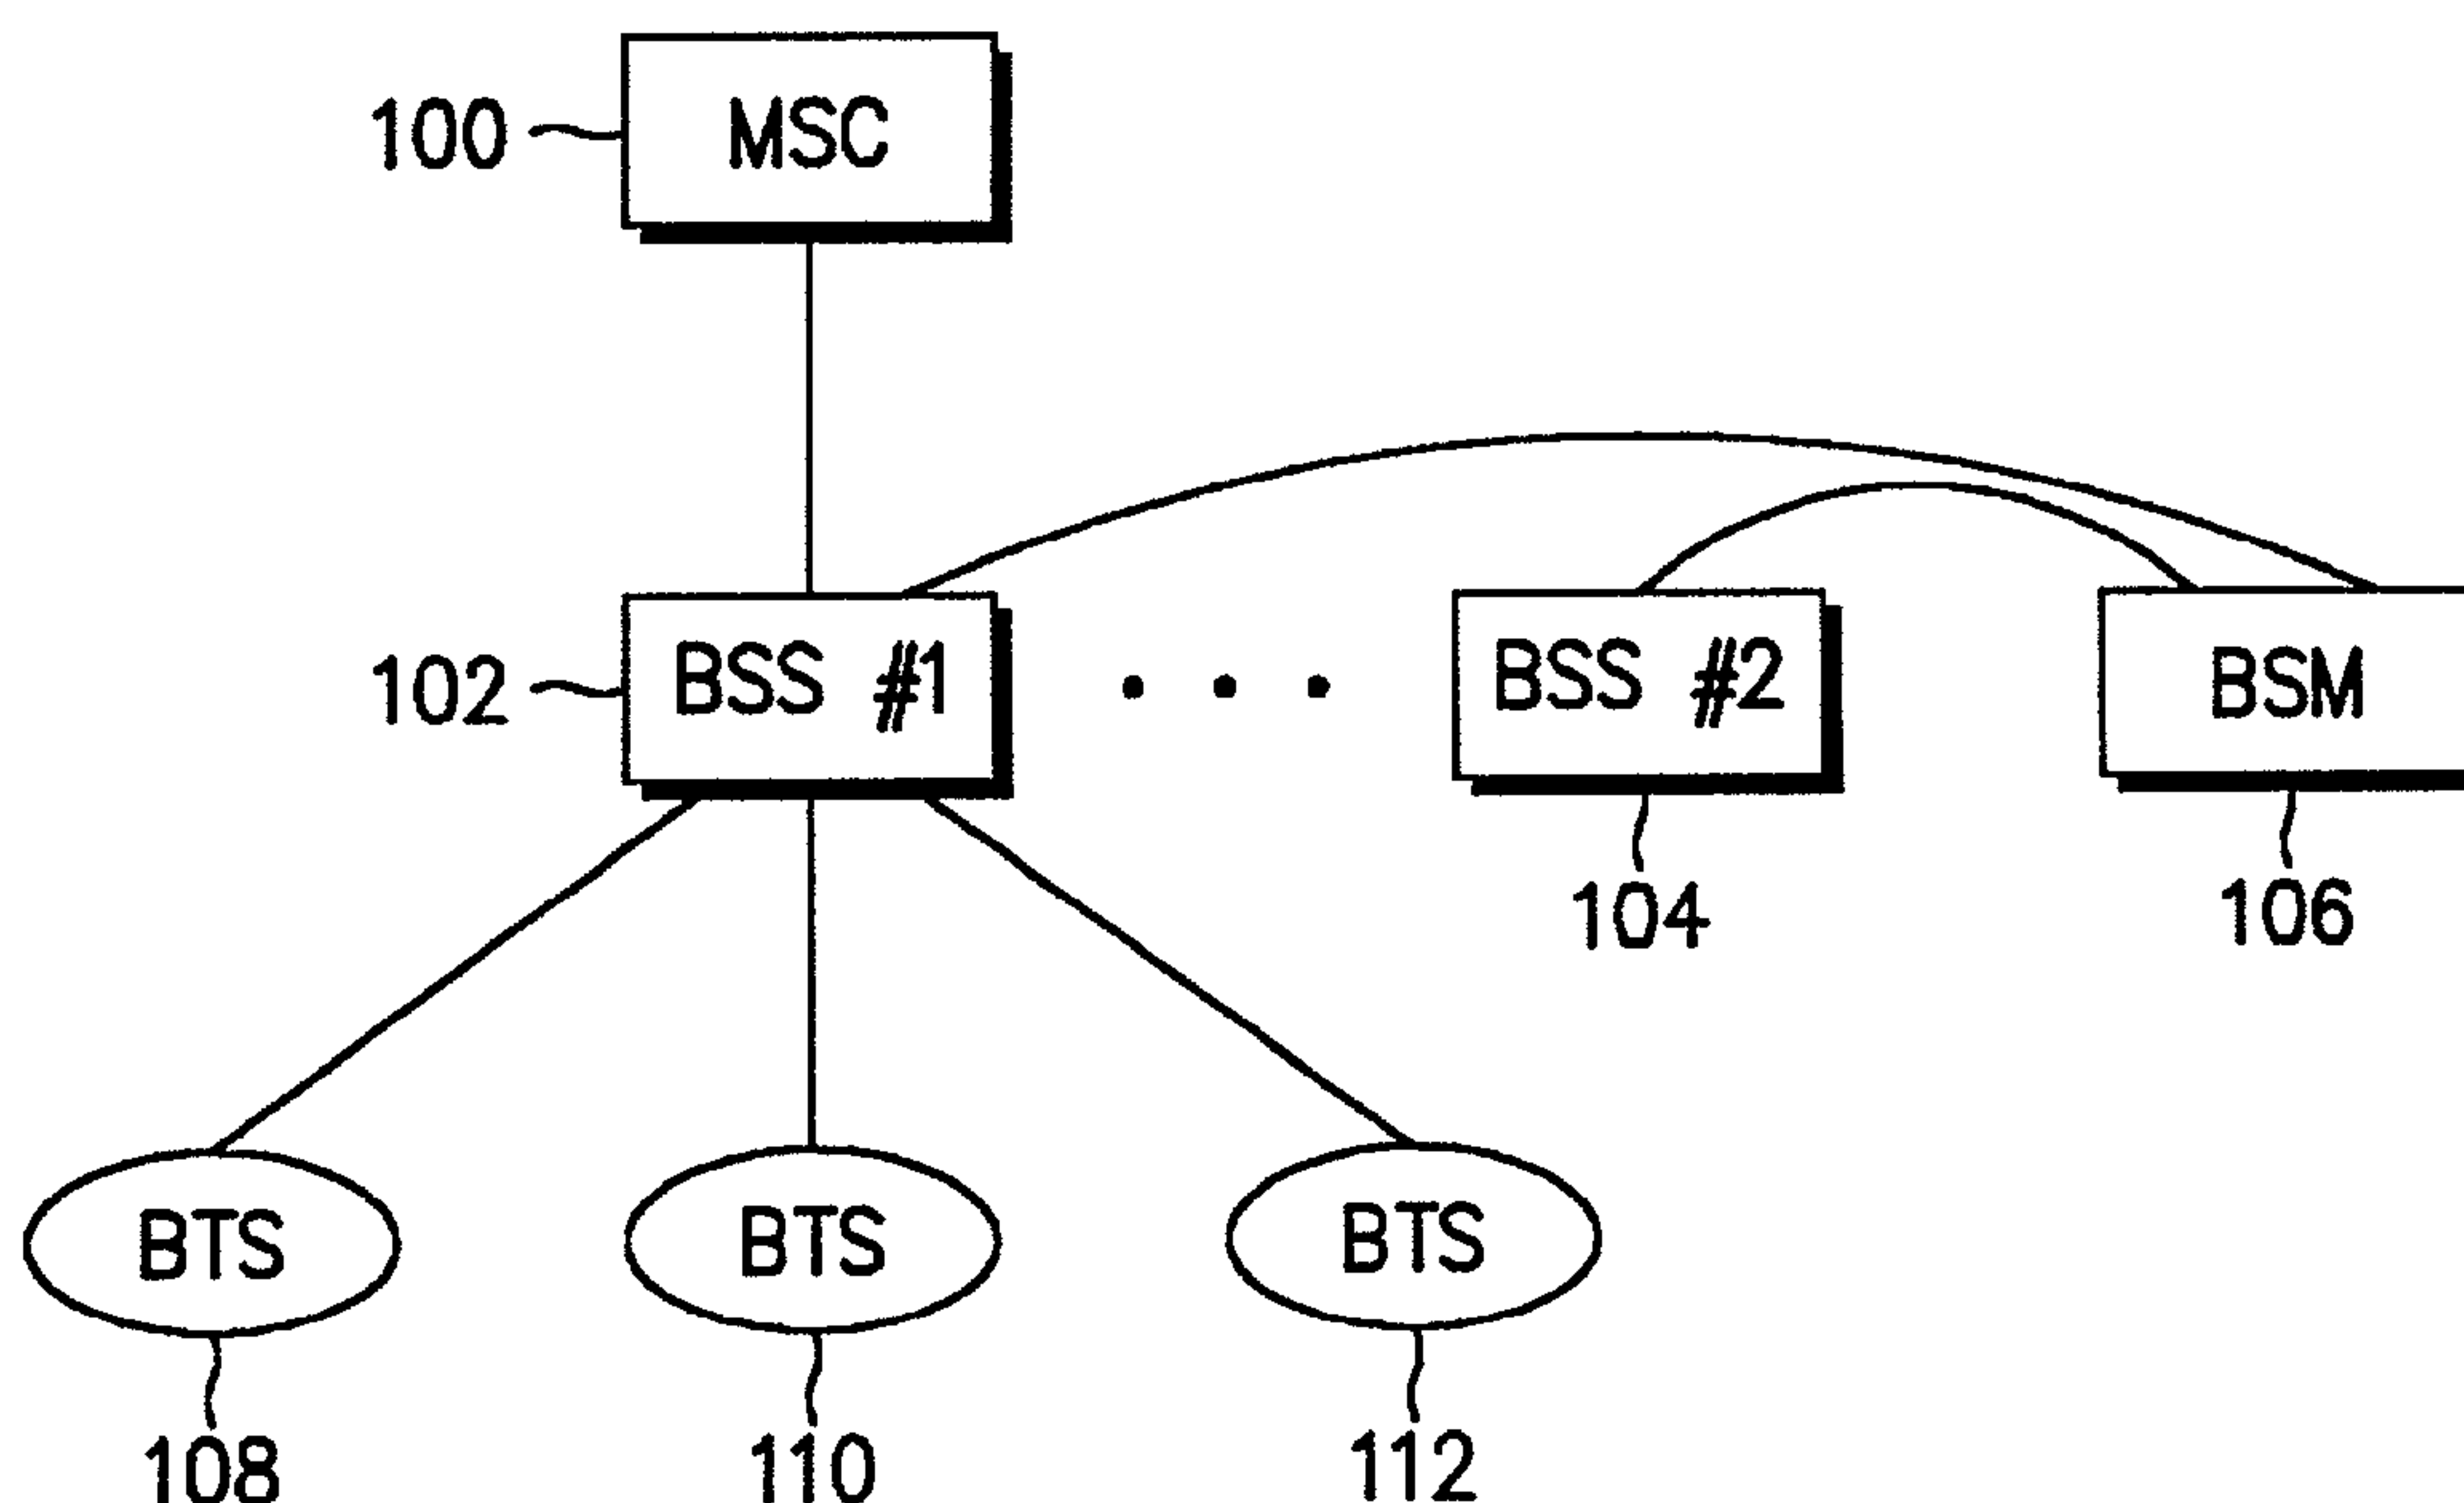 100 MSC
102 BSS #1 • • • BSS #2 BSM
104 106
BTS BTS BTS
108 110 112